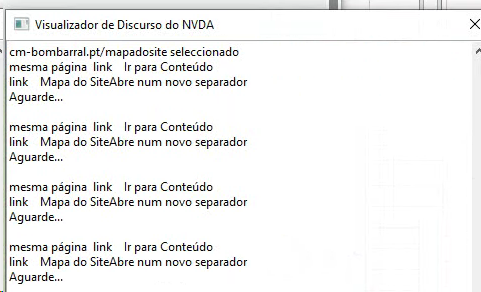 Visualizador de Discurso do NVDA
cm-bombarral.pt/mapadosite seleccionado
mesma página  link    Ir para Conteúdo
link    Mapa do SiteAbre num novo separador
Aguarde...
mesma página  link    Ir para Conteúdo
link    Mapa do SiteAbre num novo separador
Aguarde...
mesma página  link    Ir para Conteúdo
link    Mapa do SiteAbre num novo separador
Aguarde...
mesma página  link    Ir para Conteúdo
link    Mapa do SiteAbre num novo separador
Aguarde...